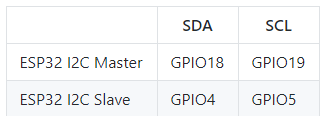 SDA SCL
ESP32 I2C Master GPIO18 GPIO19
ESP32 I2C Slave GPIO4 GPIO5